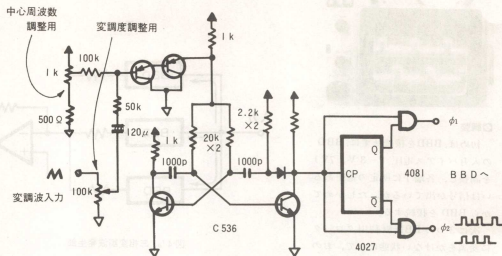 中心周波数
調整用
変調度調整用
1k
100k
1k
500Ω
50k
120μ
1k
1000p
20k
×2
2.2k
×2
1000p
変調波入力
100k
C 536
CP
Q
Q̅
4027
4081
φ1
BBDへ
φ2